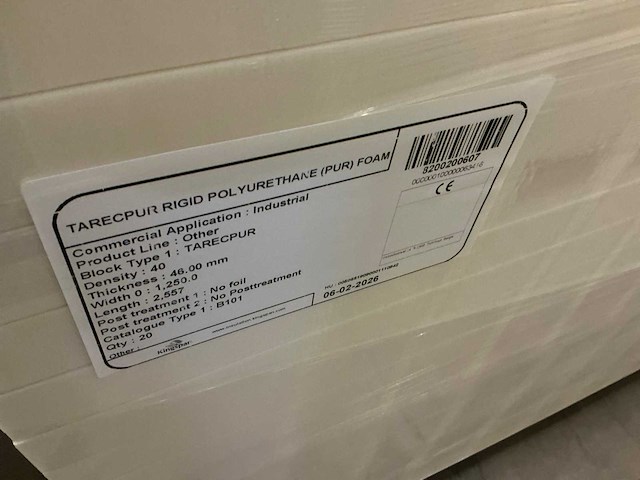 TARECPUR RIGID POLYURETHANE (PUR) FOAM
8200200607
Commercial Application : Industrial
Product Line : Other
Block Type 1 : TARECPUR
Density : 40
Thickness : 46.00 mm
Width 0 : 1,250.0
Length : 2,557
Post treatment 1 : No foil
Post treatment 2 : No Posttreatment
Catalogue Type 1 : B101
Qty : 20
Other :
CE
06-02-2026
Kingspan